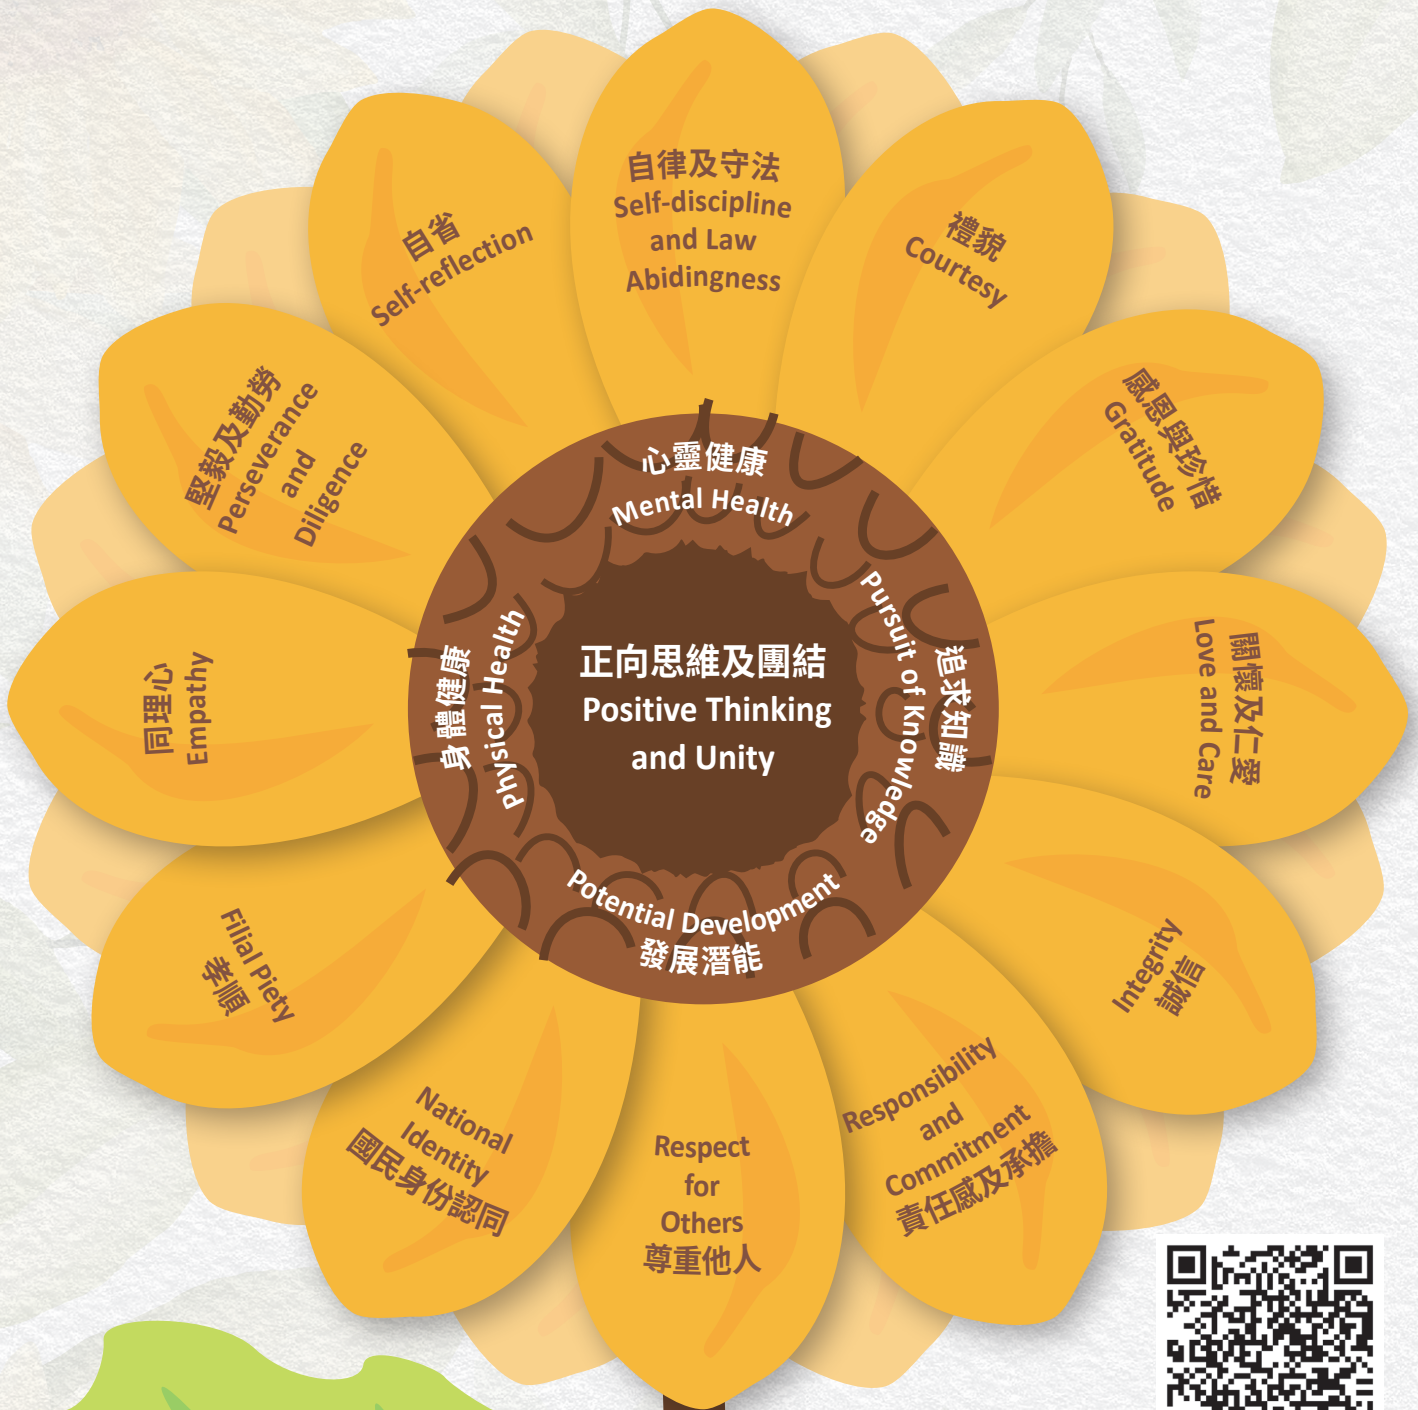 自律及守法
Self-discipline
and Law
Abidingness
禮貌
Courtesy
感恩與珍惜
Gratitude
關懷及仁愛
Love and Care
Integrity
誠信
Responsibility
and
Commitment
責任感及承擔
Respect
for
Others
尊重他人
National
Identity
國民身份認同
Filial Piety
孝順
同理心
Empathy
堅毅及勤勞
Perseverance
and
Diligence
自省
Self-reflection
心靈健康
Mental Health
追求知識
Pursuit of Knowledge
Potential Development
發展潛能
身體健康
Physical Health
正向思維及團結
Positive Thinking
and Unity